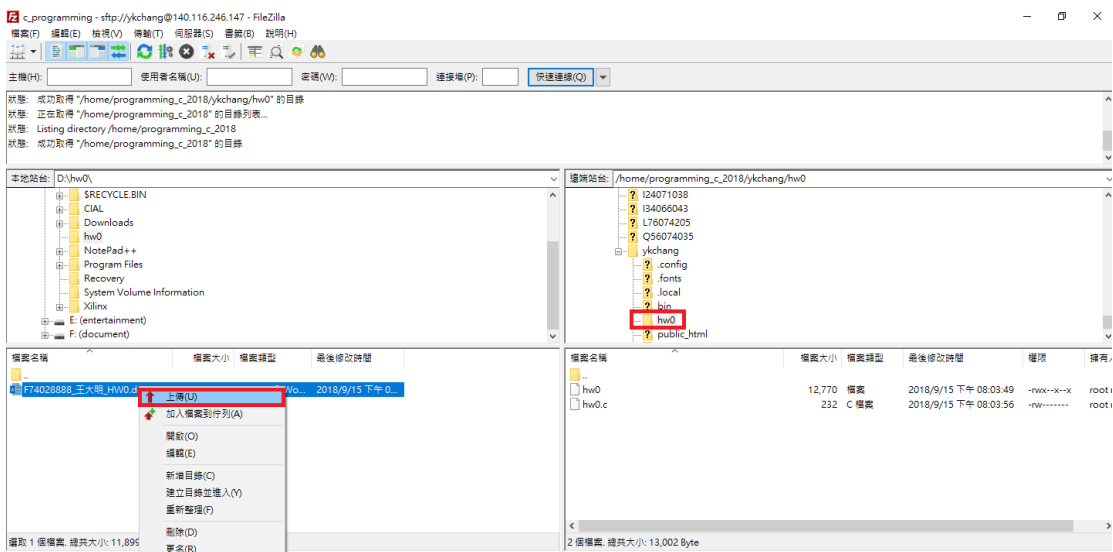 c_programming - sftp://ykchang@140.116.246.147 - FileZilla
檔案(F) 編輯(E) 檢視(V) 傳輸(T) 伺服器(S) 書籤(B) 說明(H)
主機(H): 使用者名稱(U): 密碼(W): 連接埠(P): 快速連線(Q)
狀態: 成功取得 "/home/programming_c_2018/ykchang/hw0" 的目錄
狀態: 正在取得 "/home/programming_c_2018" 的目錄列表...
狀態: Listing directory /home/programming_c_2018
狀態: 成功取得 "/home/programming_c_2018" 的目錄
本地站台: D:\hw0\
$RECYCLE.BIN
CIAL
Downloads
hw0
NotePad++
Program Files
Recovery
System Volume Information
Xilinx
E: (entertainment)
F: (document)
遠端站台: /home/programming_c_2018/ykchang/hw0
I24071038
I34066043
L76074205
Q56074035
ykchang
.config
.fonts
.local
bin
hw0
public_html
檔案名稱 檔案大小 檔案類型 最後修改時間
..
F74028888_王大明_HW0.d Wo... 2018/9/15 下午 0...
上傳(U)
加入檔案到佇列(A)
開啟(O)
編輯(E)
新增目錄(C)
建立目錄並進入(Y)
重新整理(F)
刪除(D)
更名(R)
選取 1 個檔案. 總共大小: 11,899
檔案名稱 檔案大小 檔案類型 最後修改時間 權限 擁有
..
hw0 12,770 檔案 2018/9/15 下午 08:03:49 -rwx--x--x root
hw0.c 232 C 檔案 2018/9/15 下午 08:03:56 -rw------- root
2 個檔案. 總共大小: 13,002 Byte